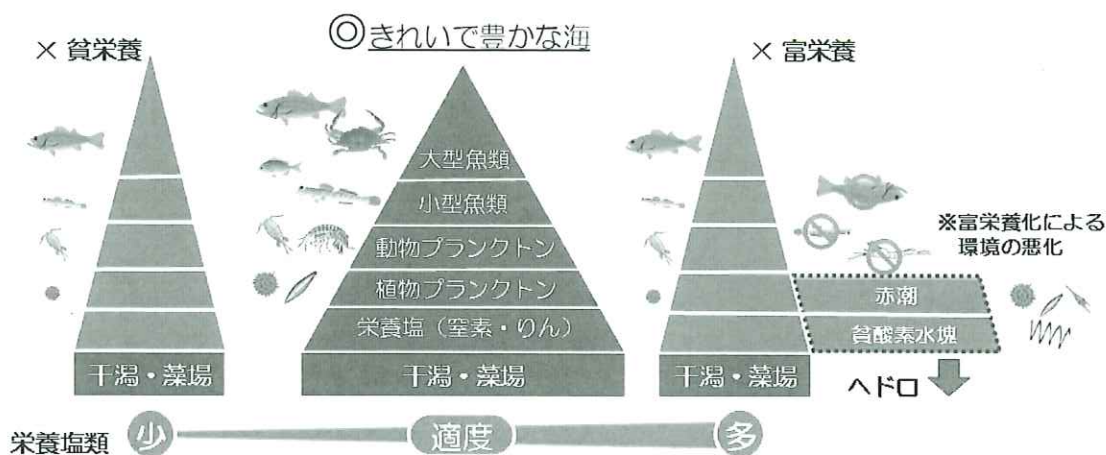 × 貧栄養
◎きれいで豊かな海
× 富栄養
大型魚類
小型魚類
動物プランクトン
植物プランクトン
栄養塩（窒素・りん）
干潟・藻場
干潟・藻場
干潟・藻場
※富栄養化による
環境の悪化
赤潮
貧酸素水塊
ヘドロ
栄養塩類
少
適度
多